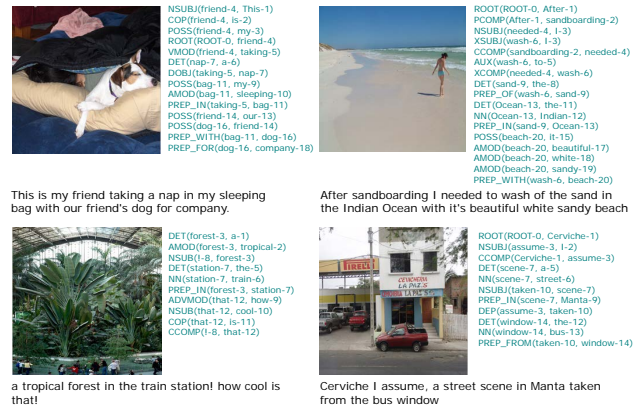 NSUBJ(friend-4, This-1)
COP(friend-4, is-2)
POSS(friend-4, my-3)
ROOT(ROOT-0, friend-4)
VMOD(friend-4, taking-5)
DET(nap-7, a-6)
DOBJ(taking-5, nap-7)
POSS(bag-11, my-9)
AMOD(bag-11, sleeping-10)
PREP_IN(taking-5, bag-11)
POSS(friend-14, our-13)
POSS(dog-16, friend-14)
PREP_WITH(bag-11, dog-16)
PREP_FOR(dog-16, company-18)
This is my friend taking a nap in my sleeping
bag with our friend's dog for company.
ROOT(ROOT-0, After-1)
PCOMP(After-1, sandboarding-2)
NSUBJ(needed-4, I-3)
XSUBJ(wash-6, I-3)
CCOMP(sandboarding-2, needed-4)
AUX(wash-6, to-5)
XCOMP(needed-4, wash-6)
DET(sand-9, the-8)
PREP_OF(wash-6, sand-9)
DET(Ocean-13, the-11)
NN(Ocean-13, Indian-12)
PREP_IN(sand-9, Ocean-13)
POSS(beach-20, it-15)
AMOD(beach-20, beautiful-17)
AMOD(beach-20, white-18)
AMOD(beach-20, sandy-19)
PREP_WITH(wash-6, beach-20)
After sandboarding I needed to wash of the sand in
the Indian Ocean with it's beautiful white sandy beach
DET(forest-3, a-1)
AMOD(forest-3, tropical-2)
NSUB(!-8, forest-3)
DET(station-7, the-5)
NN(station-7, train-6)
PREP_IN(forest-3, station-7)
ADVMOD(that-12, how-9)
NSUB(that-12, cool-10)
COP(that-12, is-11)
CCOMP(!-8, that-12)
a tropical forest in the train station! how cool is
that!
PIRELLI
CEVICHERIA
LA PAZ
LA PAZ
ROOT(ROOT-0, Cerviche-1)
NSUBJ(assume-3, I-2)
CCOMP(Cerviche-1, assume-3)
DET(scene-7, a-5)
NN(scene-7, street-6)
NSUBJ(taken-10, scene-7)
PREP_IN(scene-7, Manta-9)
DEP(assume-3, taken-10)
DET(window-14, the-12)
NN(window-14, bus-13)
PREP_FROM(taken-10, window-14)
Cerviche I assume, a street scene in Manta taken
from the bus window